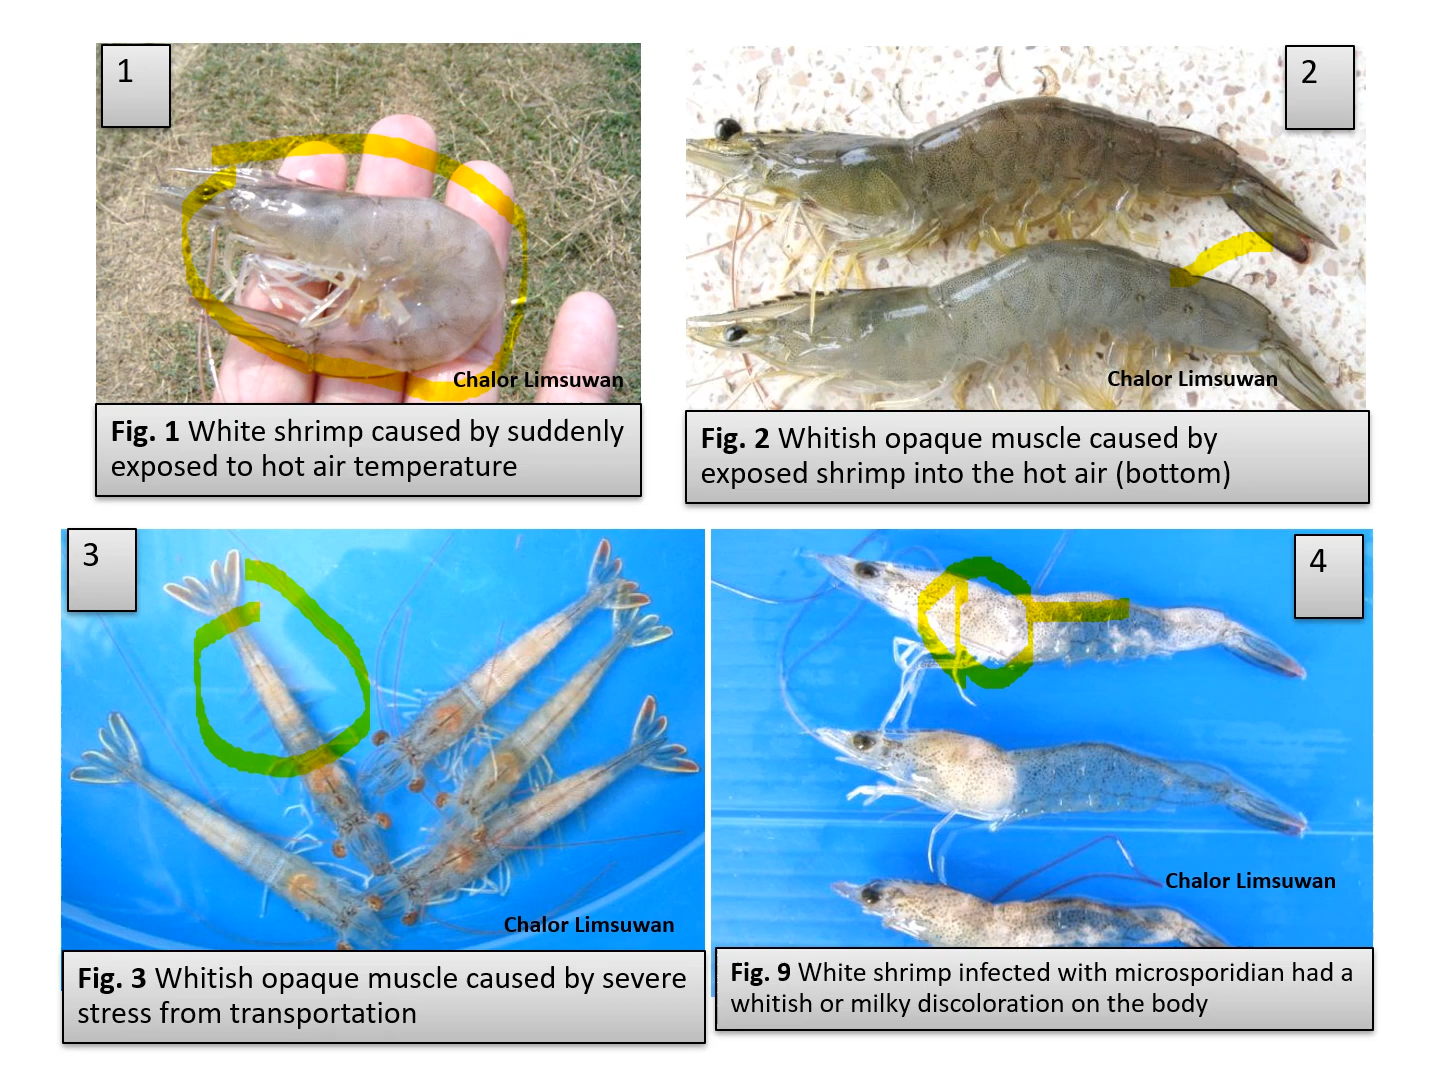 1
Chalor Limsuwan
Fig. 1 White shrimp caused by suddenly
exposed to hot air temperature
2
Chalor Limsuwan
Fig. 2 Whitish opaque muscle caused by
exposed shrimp into the hot air (bottom)
3
Chalor Limsuwan
Fig. 3 Whitish opaque muscle caused by severe
stress from transportation
4
Chalor Limsuwan
Fig. 9 White shrimp infected with microsporidian had a
whitish or milky discoloration on the body